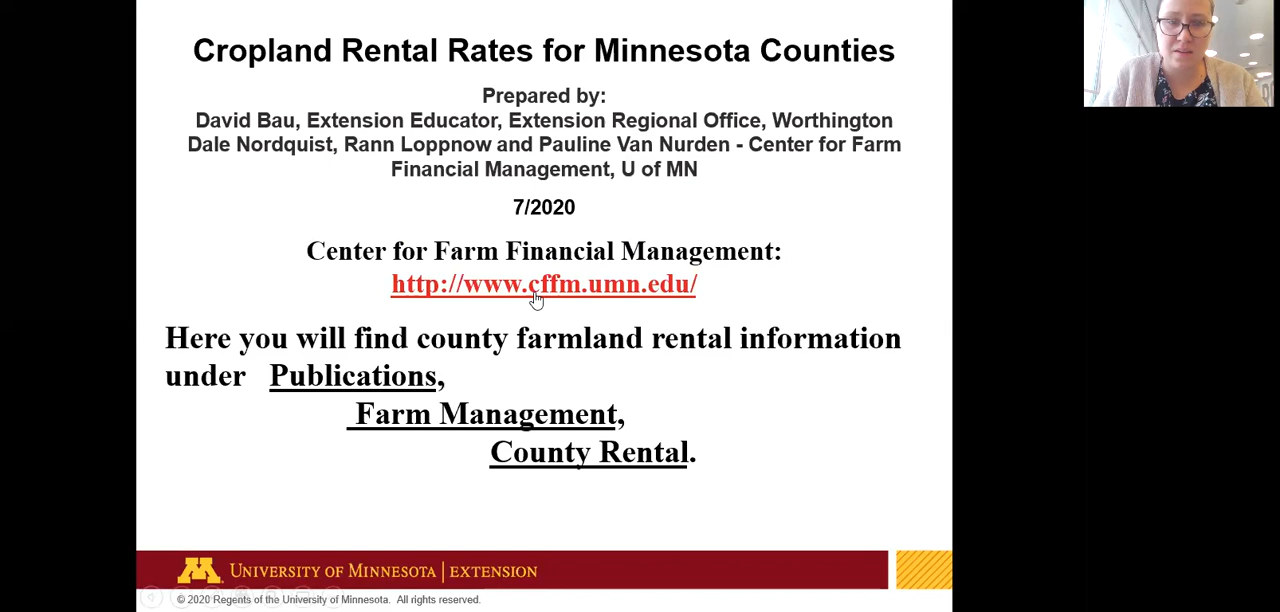 Cropland Rental Rates for Minnesota Counties
Prepared by:
David Bau, Extension Educator, Extension Regional Office, Worthington
Dale Nordquist, Rann Loppnow and Pauline Van Nurden - Center for Farm
Financial Management, U of MN
7/2020
Center for Farm Financial Management:
http://www.cffm.umn.edu/
Here you will find county farmland rental information
under Publications,
Farm Management,
County Rental.
M UNIVERSITY OF MINNESOTA | EXTENSION
© 2020 Regents of the University of Minnesota. All rights reserved.